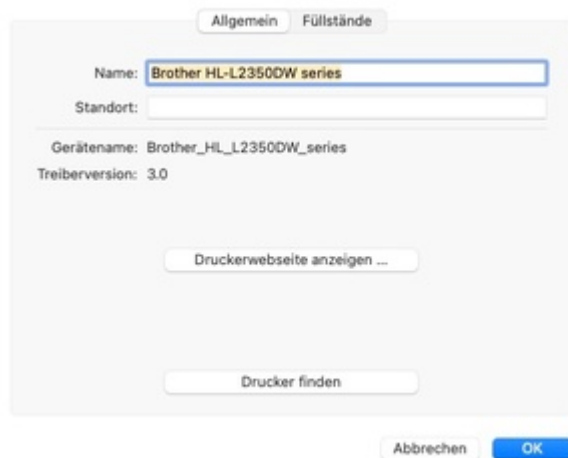 Allgemein Füllstände
Name: Brother HL-L2350DW series
Standort:
Gerätename: Brother_HL_L2350DW_series
Treiberversion: 3.0
Druckerwebseite anzeigen ...
Drucker finden
Abbrechen OK